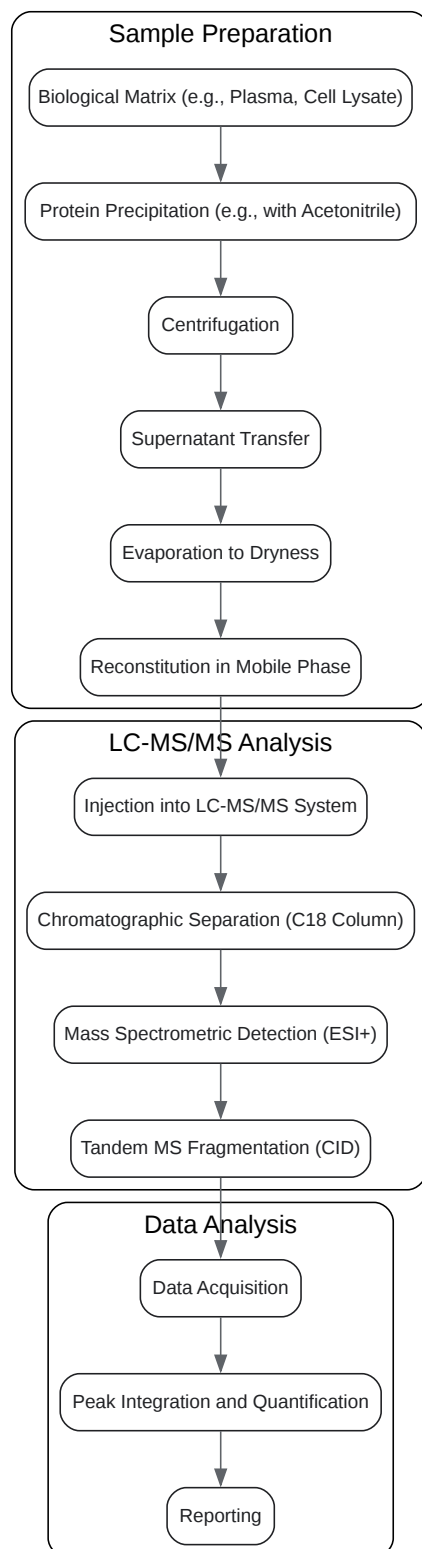 Sample Preparation
Biological Matrix (e.g., Plasma, Cell Lysate)
Protein Precipitation (e.g., with Acetonitrile)
Centrifugation
Supernatant Transfer
Evaporation to Dryness
Reconstitution in Mobile Phase
LC-MS/MS Analysis
Injection into LC-MS/MS System
Chromatographic Separation (C18 Column)
Mass Spectrometric Detection (ESI+)
Tandem MS Fragmentation (CID)
Data Analysis
Data Acquisition
Peak Integration and Quantification
Reporting